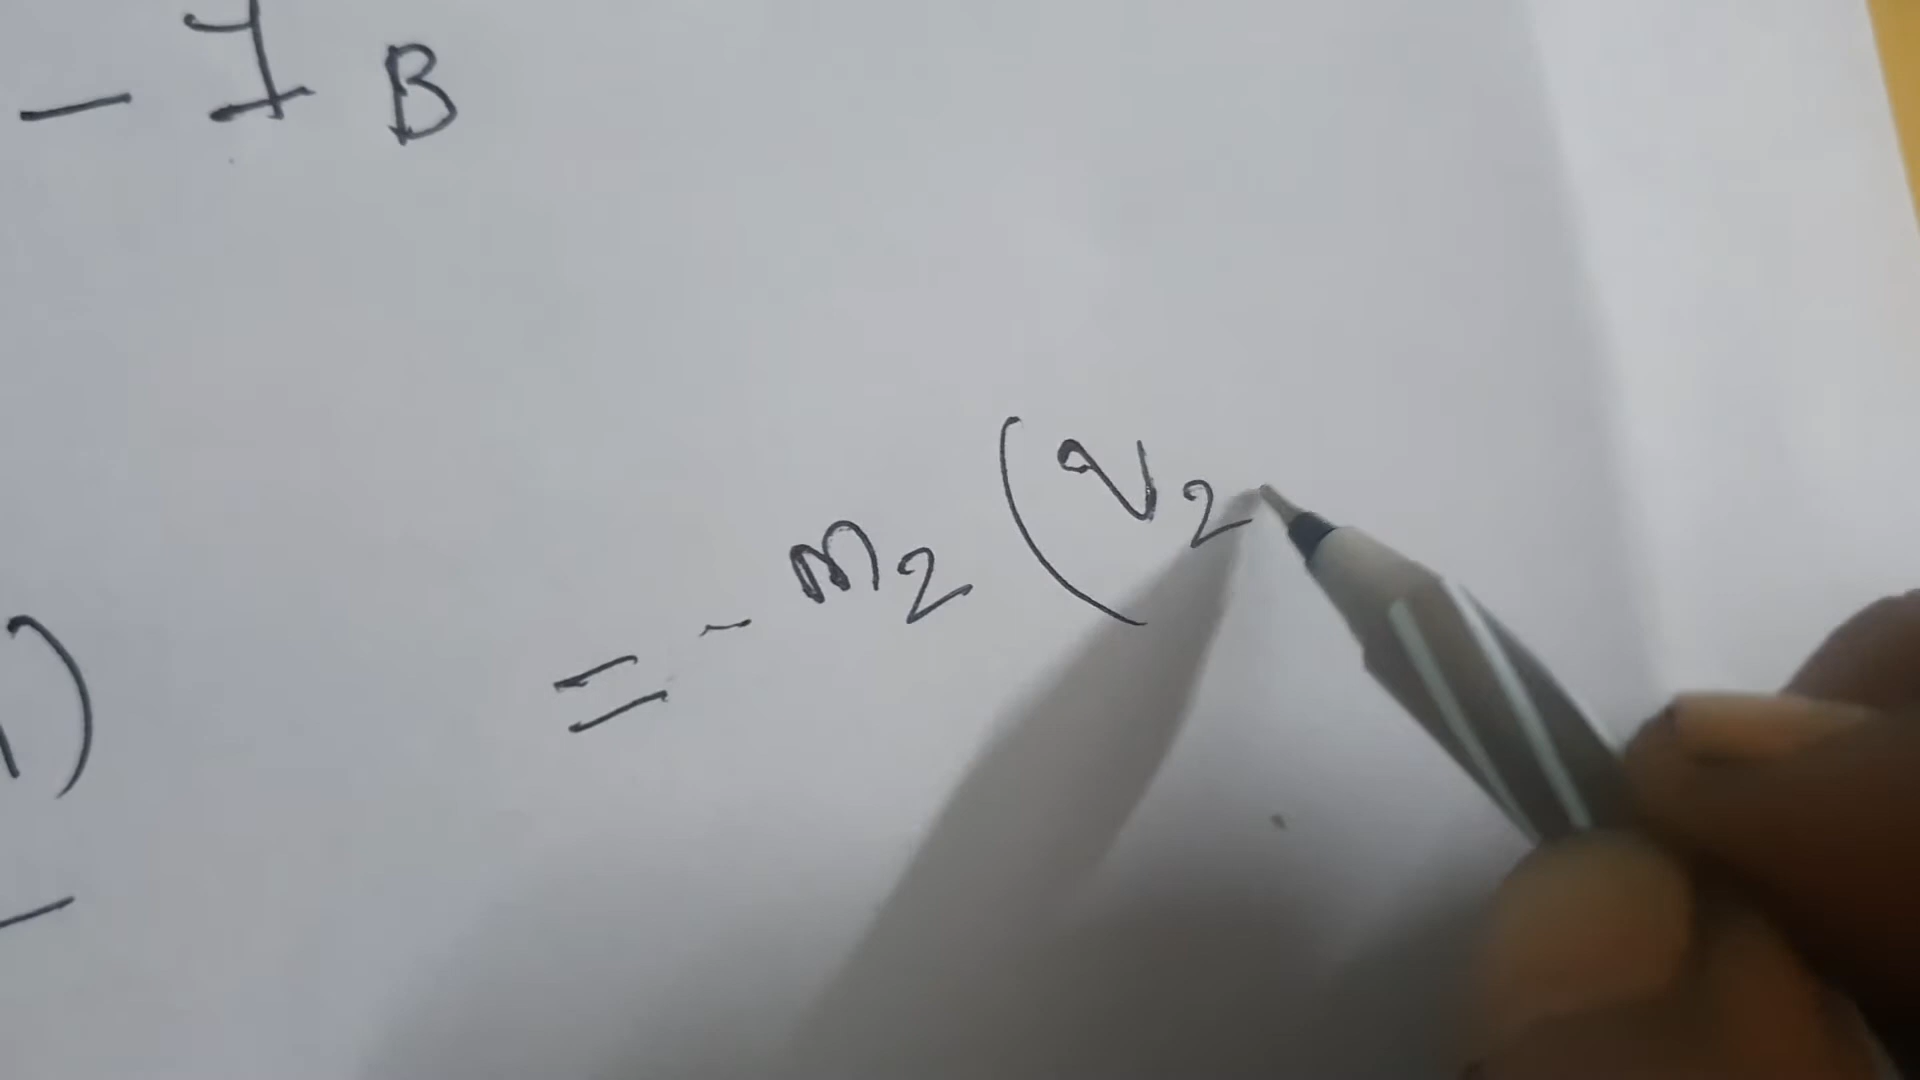 - I B
) = - m₂ (v₂
-